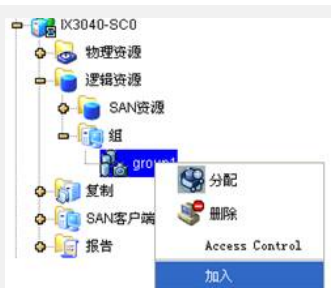 IX3040-SC0
物理资源
逻辑资源
SAN资源
组
group1
分配
复制
删除
SAN客户端
Access Control
报告
加入